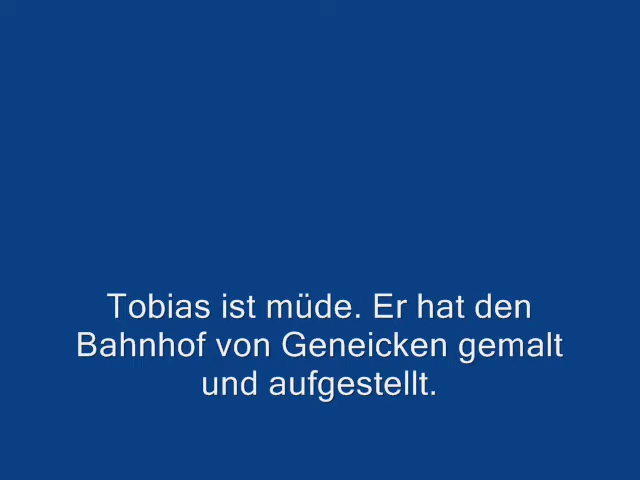 Tobias ist müde. Er hat den
Bahnhof von Geneicken gemalt
und aufgestellt.